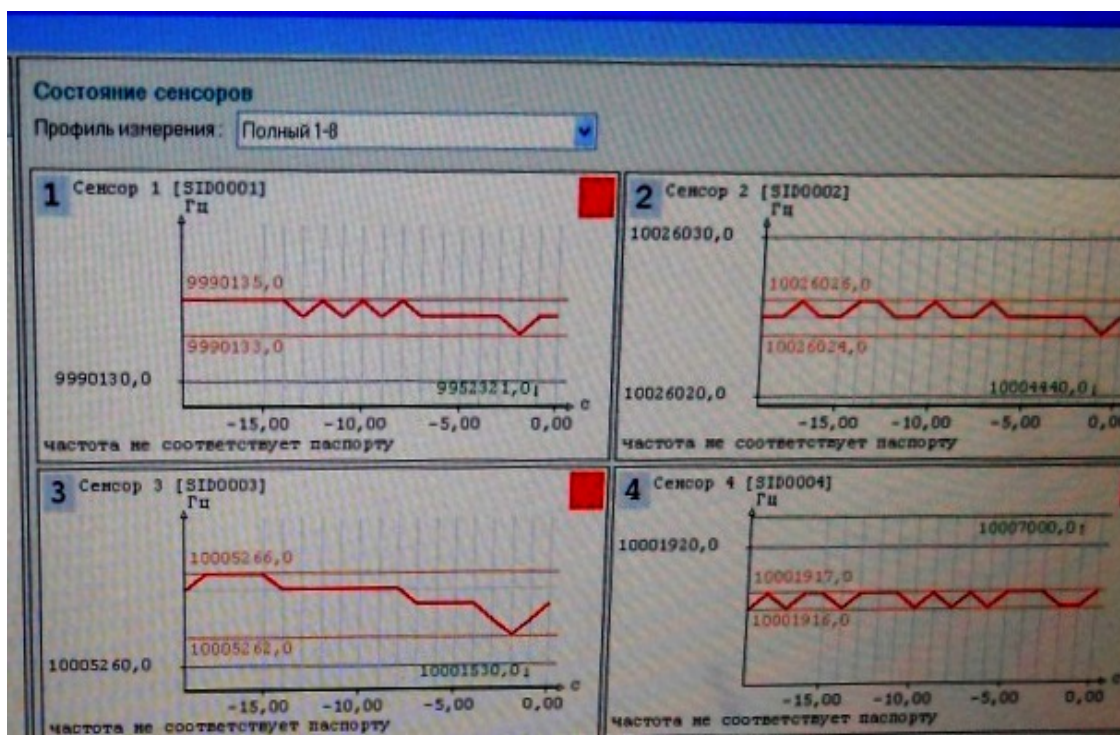 Состояние сенсоров
Профиль измерения: Полный 1-8
1 Сенсор 1 [SID0001]
Гц
9990135,0
9990133,0
9990130,0
9952321,0;
с
-15,00 -10,00 -5,00 0,00
частота не соответствует паспорту
2 Сенсор 2 [SID0002]
Гц
10026030,0
10026026,0
10026024,0
10026020,0
10004440,0;
-15,00 -10,00 -5,00 0,0
частота не соответствует паспорту
3 Сенсор 3 [SID0003]
Гц
10005266,0
10005262,0
10005260,0
10001530,0;
с
-15,00 -10,00 -5,00 0,00
частота не соответствует паспорту
4 Сенсор 4 [SID0004]
Гц
10007000,0;
10001920,0
10001917,0
10001916,0
-15,00 -10,00 -5,00 0,00
частота не соответствует паспорту